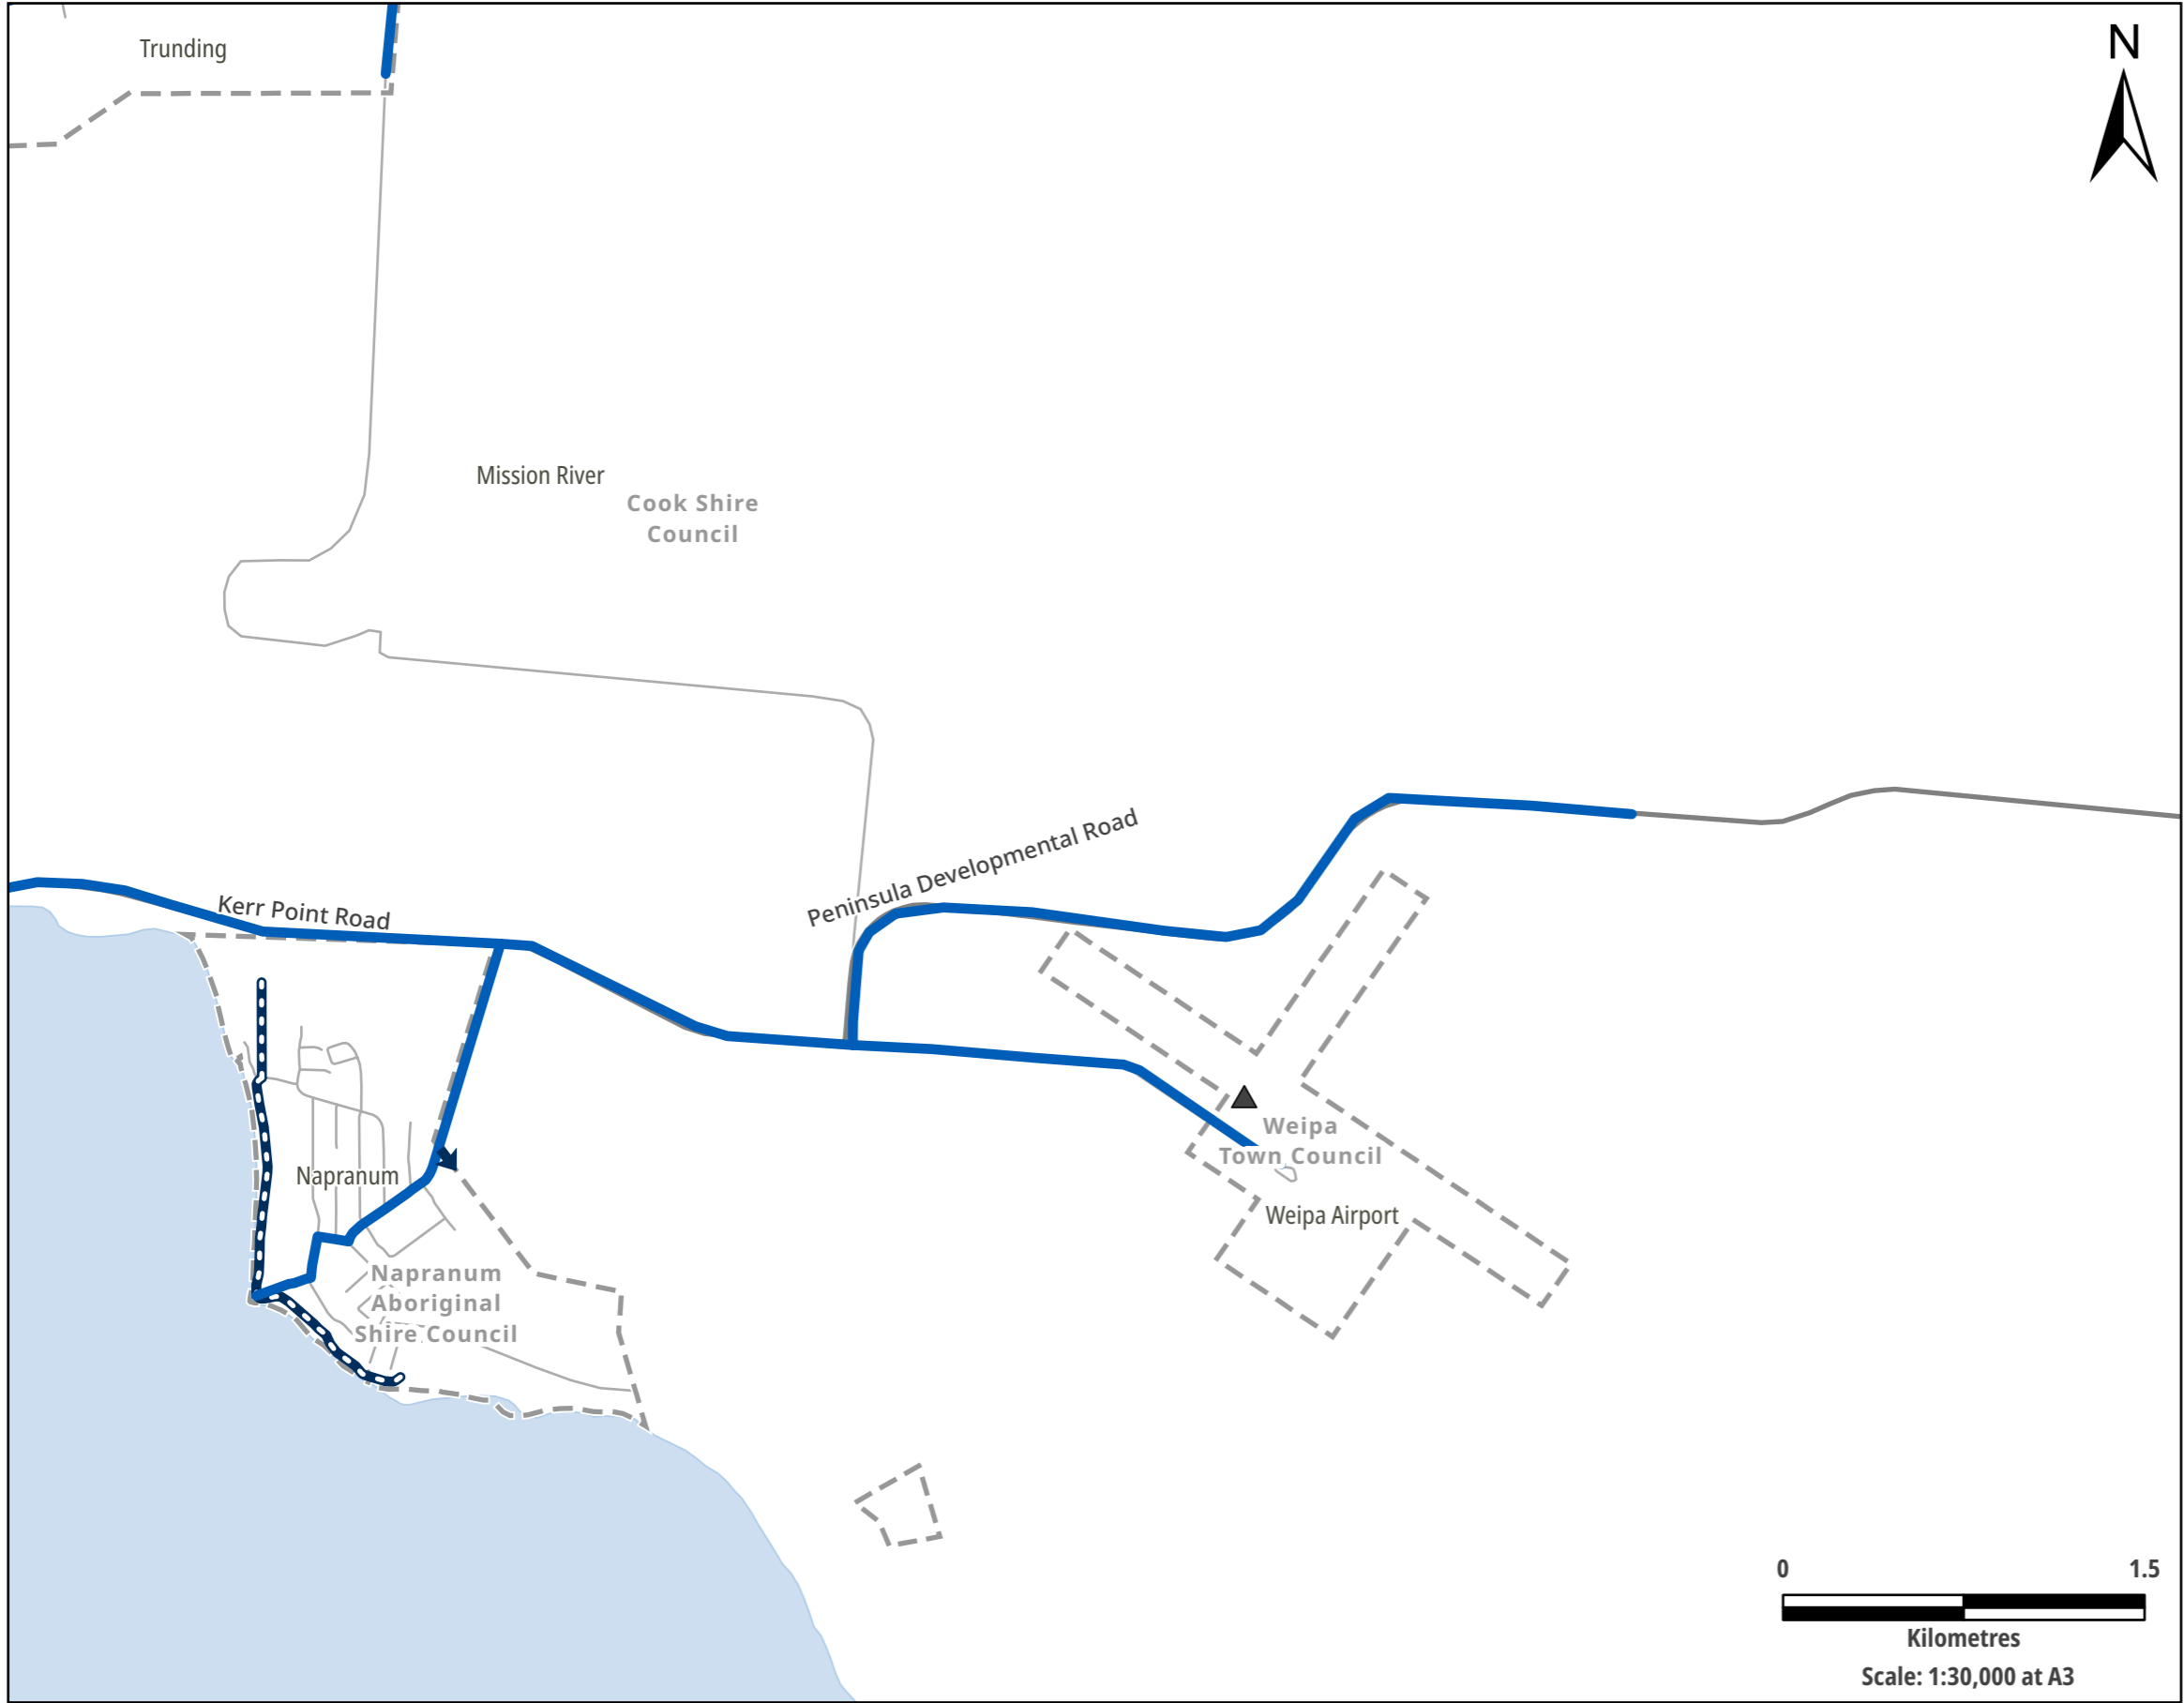 Trunding
N
Mission River
Cook Shire
Council
Peninsula Developmental Road
Kerr Point Road
Weipa
Town Council
Napranum
Weipa Airport
Napranum
Aboriginal
Shire Council
0 1.5
Kilometres
Scale: 1:30,000 at A3